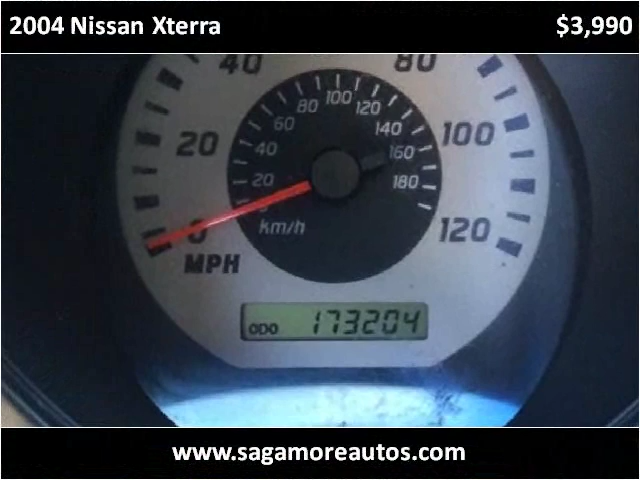 2004 Nissan Xterra $3,990
40 80
80 100 120
60 140
20 40 160 100
20 180
0 km/h 120
MPH
ODO 173204
www.sagamoreautos.com